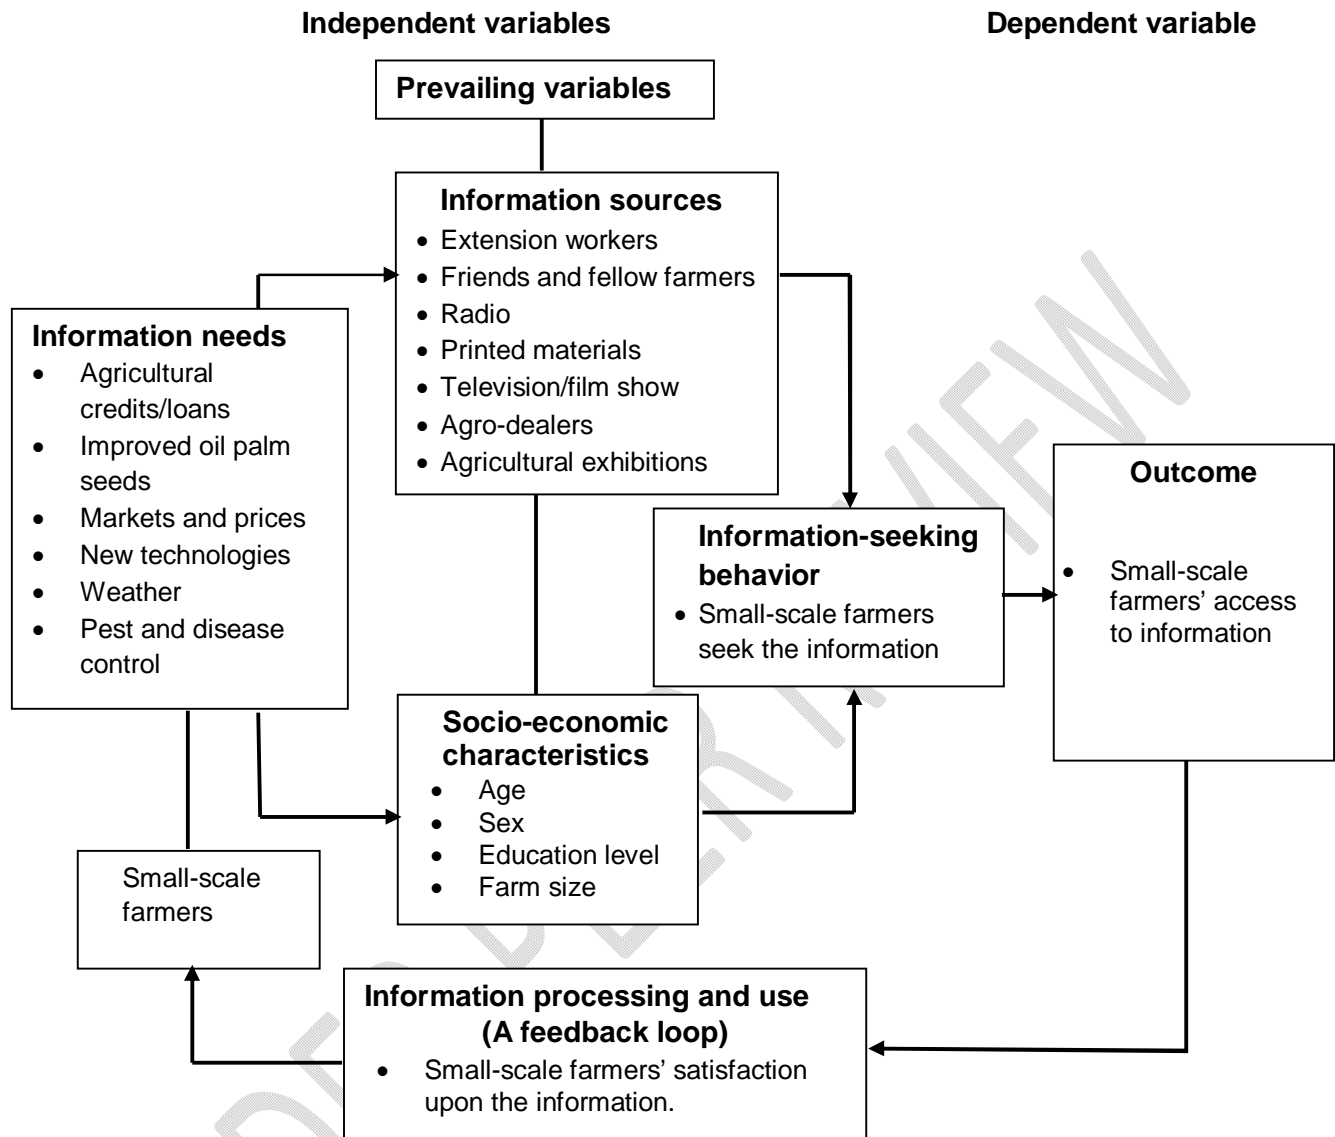 Independent variables
Dependent variable
Prevailing variables
Information sources
• Extension workers
• Friends and fellow farmers
• Radio
• Printed materials
• Television/film show
• Agro-dealers
• Agricultural exhibitions
Information needs
• Agricultural
credits/loans
• Improved oil palm
seeds
• Markets and prices
• New technologies
• Weather
• Pest and disease
control
Outcome
• Small-scale
farmers’ access
to information
Information-seeking
behavior
• Small-scale farmers
seek the information
Socio-economic
characteristics
• Age
• Sex
• Education level
• Farm size
Small-scale
farmers
Information processing and use
(A feedback loop)
• Small-scale farmers’ satisfaction
upon the information.